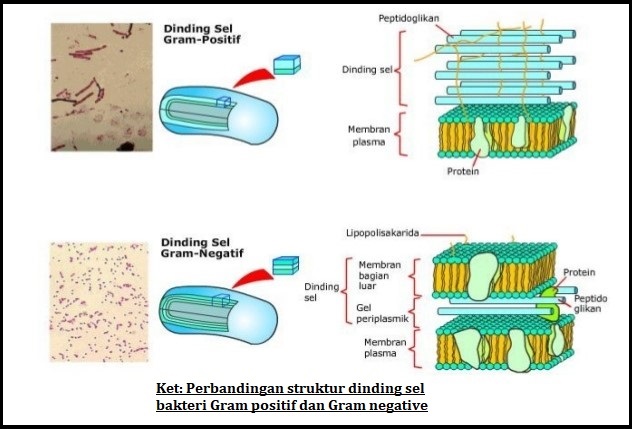 Dinding Sel
Gram-Positif
Peptidoglikan
Dinding sel
Membran
plasma
Protein
Dinding Sel
Gram-Negatif
Lipopolisakarida
Dinding
sel
Membran
bagian
luar
Gel
periplasmik
Membran
plasma
Protein
Peptido
glikan
Ket: Perbandingan struktur dinding sel
bakteri Gram positif dan Gram negative